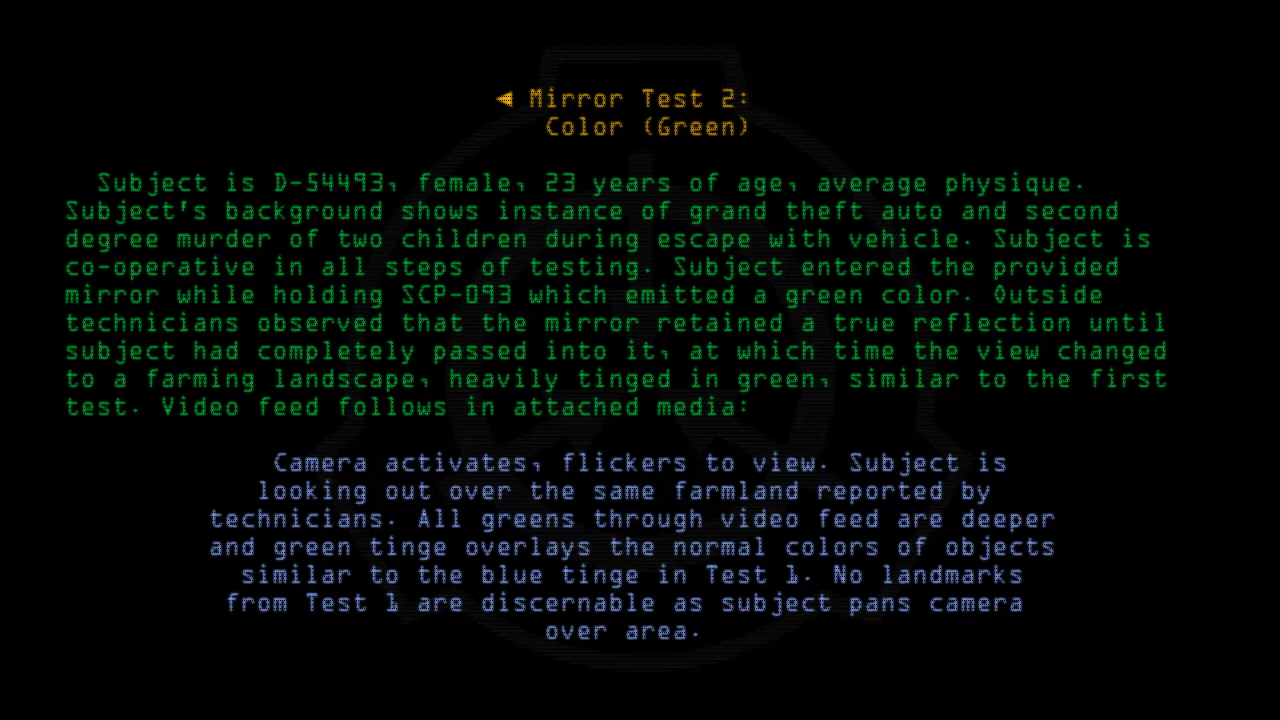 ◄ Mirror Test 2:
Color (Green)
Subject is D-54493, female, 23 years of age, average physique.
Subject's background shows instance of grand theft auto and second
degree murder of two children during escape with vehicle. Subject is
co-operative in all steps of testing. Subject entered the provided
mirror while holding SCP-093 which emitted a green color. Outside
technicians observed that the mirror retained a true reflection until
subject had completely passed into it, at which time the view changed
to a farming landscape, heavily tinged in green, similar to the first
test. Video feed follows in attached media:
Camera activates, flickers to view. Subject is
looking out over the same farmland reported by
technicians. All greens through video feed are deeper
and green tinge overlays the normal colors of objects
similar to the blue tinge in Test 1. No landmarks
from Test 1 are discernable as subject pans camera
over area.